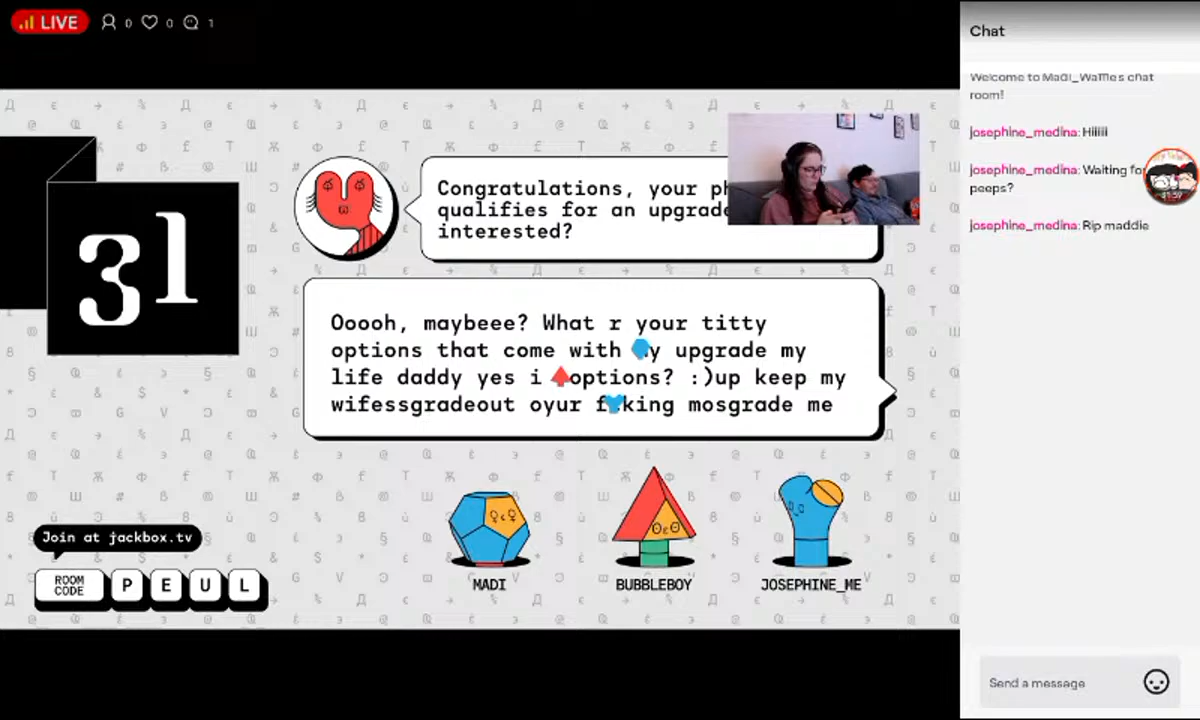 LIVE
0 0 1
Chat
Welcome to Madi_Waffle's chat
room!
josephine_medina: Hiiiii
josephine_medina: Waiting for
peeps?
josephine_medina: Rip maddie
31
Congratulations, your
qualifies for an upgrade
interested?
Ooooh, maybeee? What r your titty
options that come with y upgrade my
life daddy yes i options? :)up keep my
wifessgradeout oyur f king mosgrade me
MADI
BUBBLEBOY
JOSEPHINE_ME
Join at jackbox.tv
ROOM
CODE
P E U L
Send a message